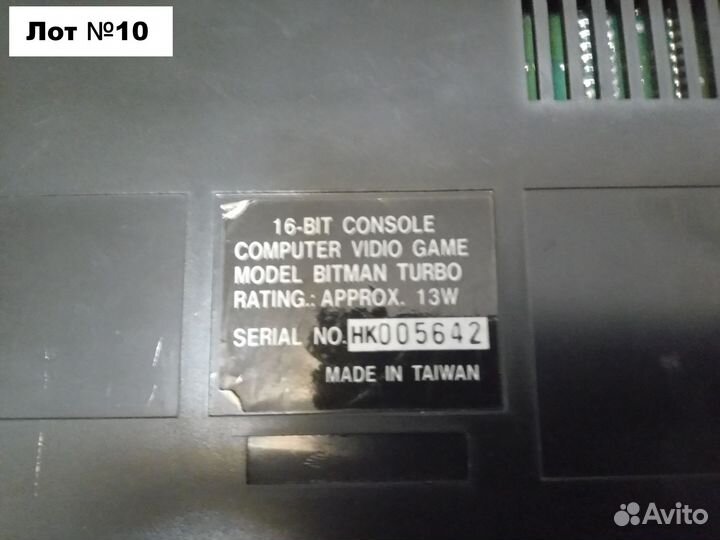 Лот №10
16-BIT CONSOLE
COMPUTER VIDIO GAME
MODEL BITMAN TURBO
RATING.: APPROX. 13W
SERIAL NO. HK005642
MADE IN TAIWAN
Avito